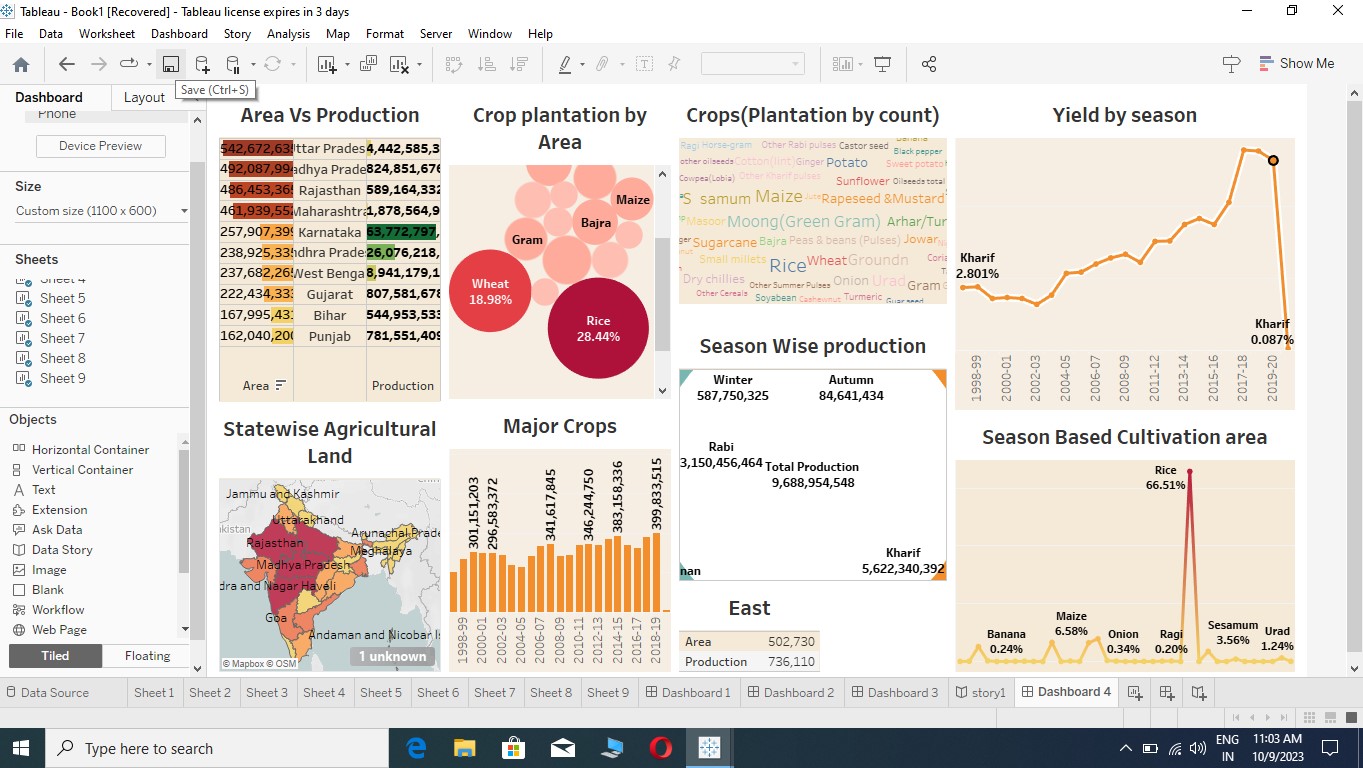 Tableau - Book1 [Recovered] - Tableau license expires in 3 days
File Data Worksheet Dashboard Story Analysis Map Format Server Window Help
Show Me
Save (Ctrl+S)
Dashboard Layout
Phone
Device Preview
Size
Custom size (1100 x 600)
Sheets
Sheet 4
Sheet 5
Sheet 6
Sheet 7
Sheet 8
Sheet 9
Objects
Horizontal Container
Vertical Container
Text
Extension
Ask Data
Data Story
Image
Blank
Workflow
Web Page
Tiled Floating
Area Vs Production
542,672,63 ttar Prades 4,442,585,3
492,087,99 adhya Prade 824,851,67
486,453,36 Rajasthan 589,164,33
461,939,55 Maharashtr 1,878,564,9
257,907,39 Karnataka 63,772,797,
238,925,33 ndhra Prade 26,076,218,
237,682,26 West Benga 8,941,179,1
222,434,33 Gujarat 807,581,67
167,995,43 Bihar 544,953,53
162,040,20 Punjab 781,551,40
Area Production
Statewise Agricultural
Land
Jammu and Kashmir
Uttarakhand
kistan
Arunachal Prade
Rajasthan
Meghalaya
Madhya Pradesh
dra and Nagar Haveli
Goa
Andaman and Nicobar Is
© Mapbox © OSM
1 unknown
Crop plantation by
Area
Maize
Bajra
Gram
Wheat
18.98%
Rice
28.44%
Major Crops
301,151,203
296,583,372
341,617,845
346,244,750
383,158,336
399,833,515
1998-99
2000-01
2002-03
2004-05
2006-07
2008-09
2010-11
2012-13
2014-15
2016-17
2018-19
Crops(Plantation by count)
Banana
Ragi Horse-gram Other Rabi pulses Castor seed
Black pepper
other oilseeds Cotton(lint) Ginger Potato Sweet potato
Cowpea(Lobia) Other Kharif pulses
Sunflower Oilseeds total
S samum Maize Jute Rapeseed &Mustard
Masoor Moong(Green Gram) Arhar/Tur
ger Sugarcane Bajra Peas & beans (Pulses) Jowar
Small millets Rice Wheat Groundn Coria
Dry chillies Onion Urad Gram
Other Summer Pulses
Other Cereals Soyabean Cashewnut Turmeric Guar seed
Season Wise production
Winter
587,750,325
Autumn
84,641,434
Rabi
3,150,456,464
Total Production
9,688,954,548
Kharif
5,622,340,392
nan
East
Area 502,730
Production 736,110
Yield by season
Kharif
2.801%
Kharif
0.087%
1998-99
2000-01
2002-03
2004-05
2006-07
2008-09
2011-12
2013-14
2015-16
2017-18
2019-20
Season Based Cultivation area
Rice
66.51%
Banana
0.24%
Maize
6.58%
Onion
0.34%
Ragi
0.20%
Sesamum
3.56%
Urad
1.24%
Data Source Sheet 1 Sheet 2 Sheet 3 Sheet 4 Sheet 5 Sheet 6 Sheet 7 Sheet 8 Sheet 9 Dashboard 1 Dashboard 2 Dashboard 3 story1 Dashboard 4
Type here to search
ENG
IN
11:03 AM
10/9/2023